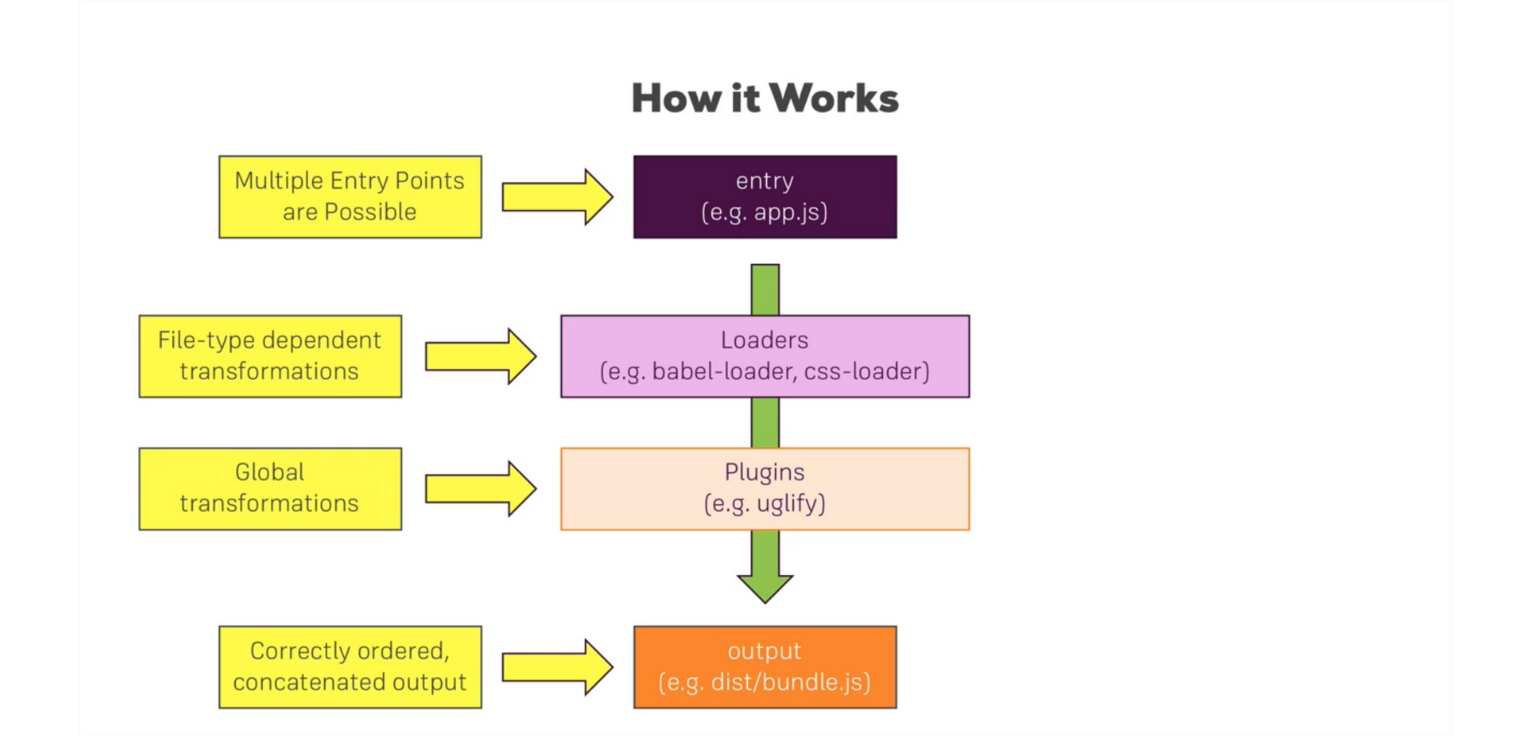 How it Works
Multiple Entry Points
are Possible
entry
(e.g. app.js)
File-type dependent
transformations
Loaders
(e.g. babel-loader, css-loader)
Global
transformations
Plugins
(e.g. uglify)
Correctly ordered,
concatenated output
output
(e.g. dist/bundle.js)